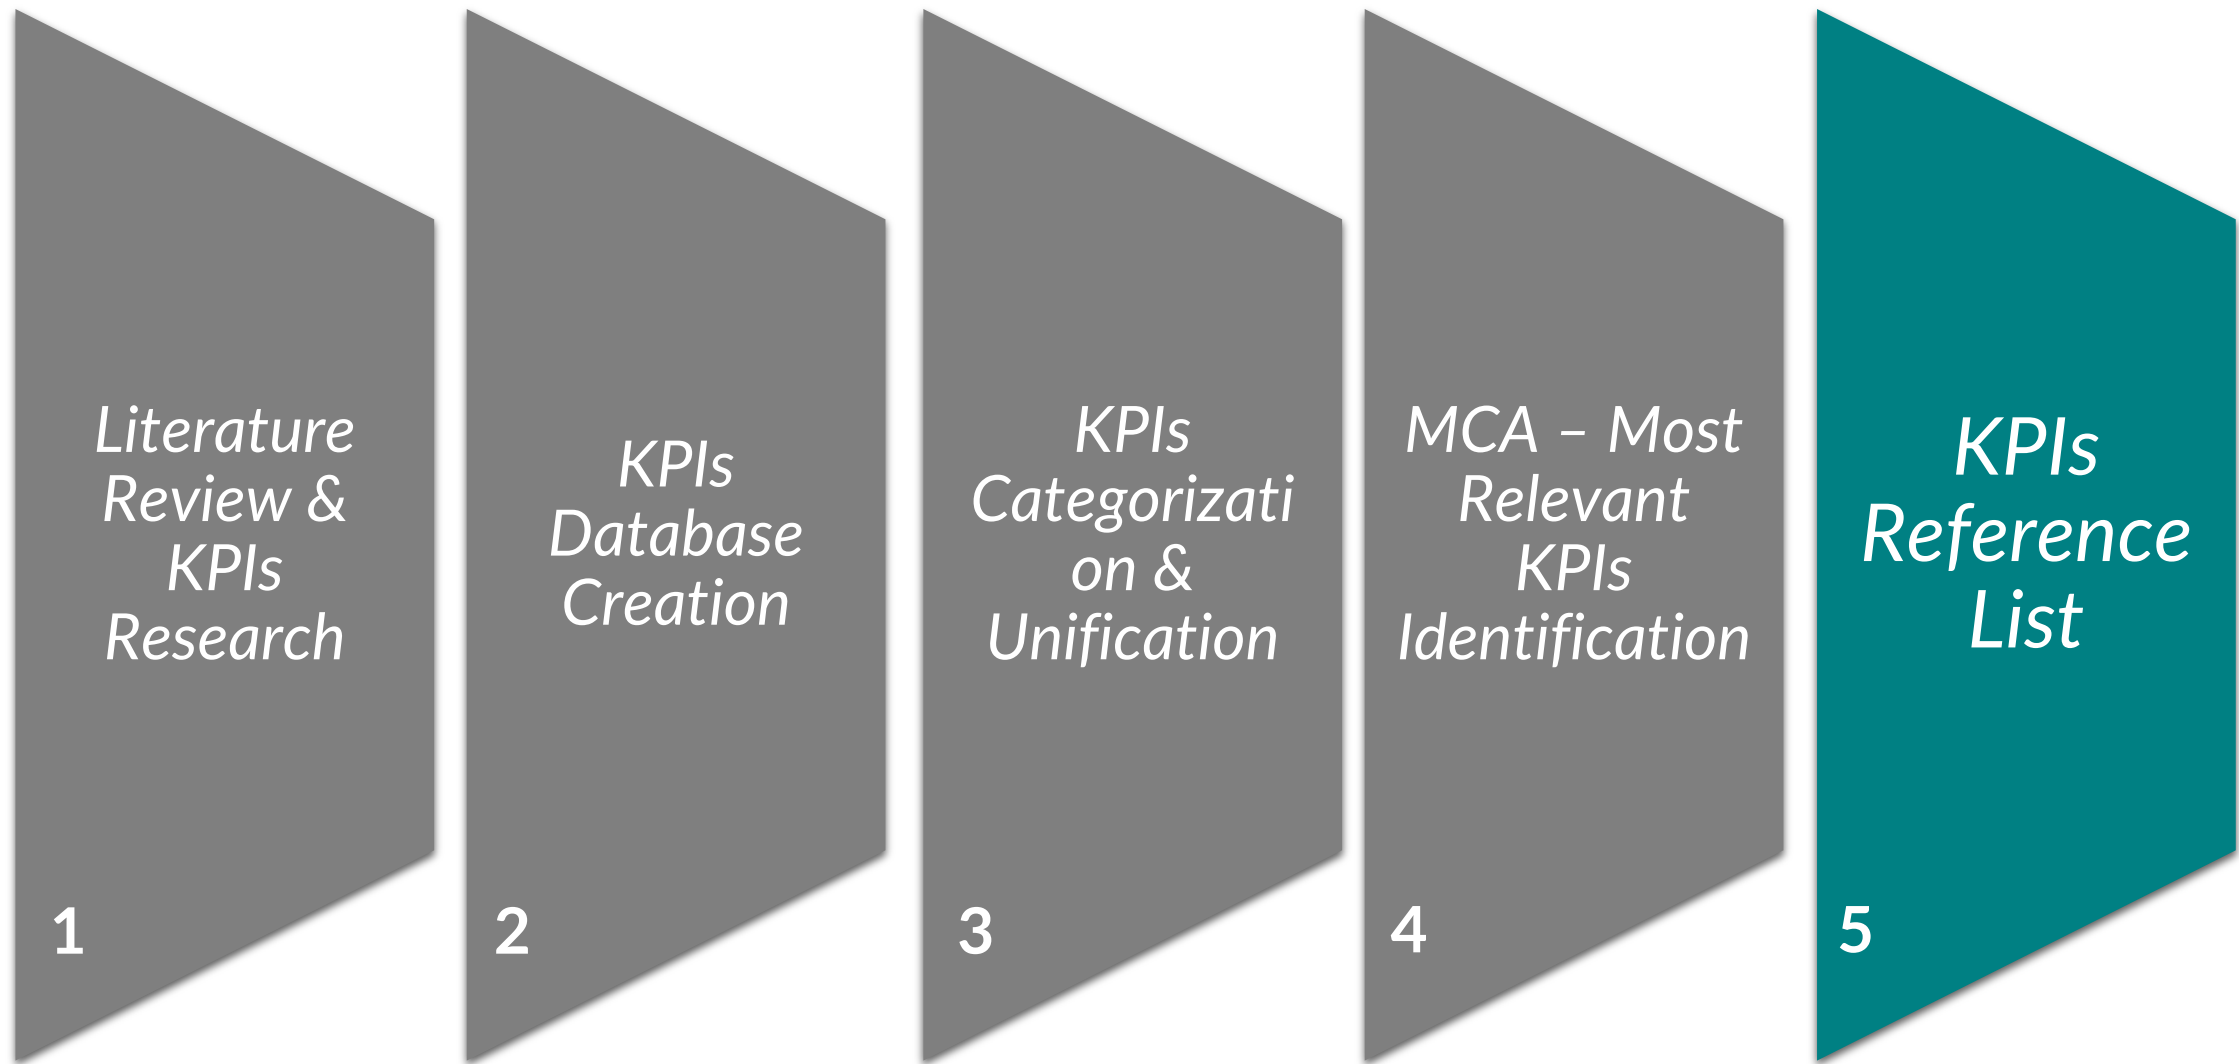 Literature
Review &
KPIs
Research
1
KPIs
Database
Creation
2
KPIs
Categorizati
on &
Unification
3
MCA – Most
Relevant
KPIs
Identification
4
KPIs
Reference
List
5